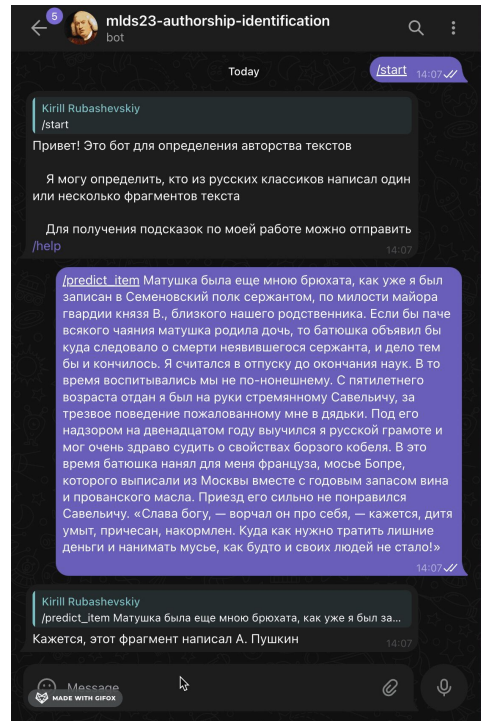 5
mlds23-authorship-identification
bot
Today
/start 14:07
Kirill Rubashevskiy
/start
Привет! Это бот для определения авторства текстов
Я могу определить, кто из русских классиков написал один
или несколько фрагментов текста
Для получения подсказок по моей работе можно отправить
/help
14:07
/predict_item Матушка была еще мною брюхата, как уже я был
записан в Семеновский полк сержантом, по милости майора
гвардии князя В., близкого нашего родственника. Если бы паче
всякого чаяния матушка родила дочь, то батюшка объявил бы
куда следовало о смерти неявившегося сержанта, и дело тем
бы и кончилось. Я считался в отпуску до окончания наук. В то
время воспитывались мы не по-нонешнему. С пятилетнего
возраста отдан я был на руки стремянному Савельичу, за
трезвое поведение пожалованному мне в дядьки. Под его
надзором на двенадцатом году выучился я русской грамоте и
мог очень здраво судить о свойствах борзого кобеля. В это
время батюшка нанял для меня француза, мосье Бопре,
которого выписали из Москвы вместе с годовым запасом вина
и прованского масла. Приезд его сильно не понравился
Савельичу. «Слава богу, — ворчал он про себя, — кажется, дитя
умыт, причесан, накормлен. Куда как нужно тратить лишние
деньги и нанимать мусье, как будто и своих людей не стало!»
14:07
Kirill Rubashevskiy
/predict_item Матушка была еще мною брюхата, как уже я был за...
Кажется, этот фрагмент написал А. Пушкин
14:07
Message
MADE WITH GIFOX